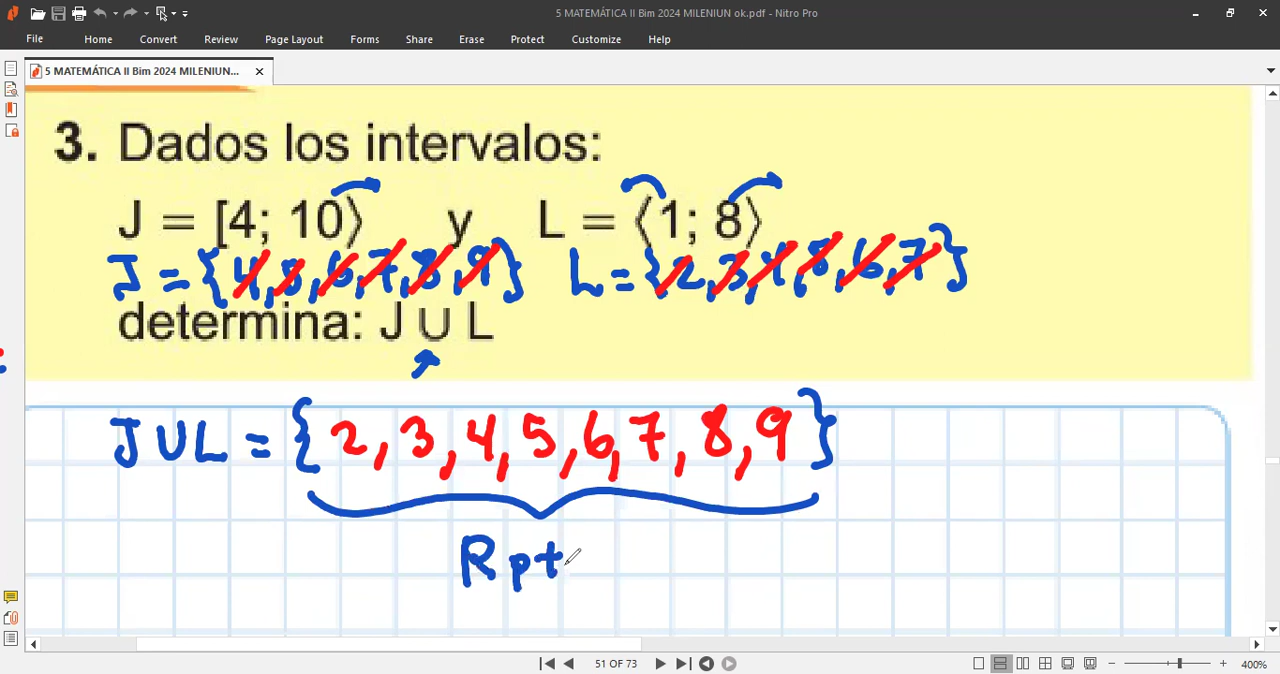 5 MATEMÁTICA II Bim 2024 MILENIUN ok.pdf - Nitro Pro
File Home Convert Review Page Layout Forms Share Erase Protect Customize Help
5 MATEMÁTICA II Bim 2024 MILENIUN... ×
3. Dados los intervalos:
J = [4; 10⟩ y L = ⟨1; 8⟩
J = {4,5,6,7,8,9} L = {2,3,4,5,6,7}
determina: J ∪ L
JUL = {2,3,4,5,6,7,8,9}
Rpt
51 OF 73
400%